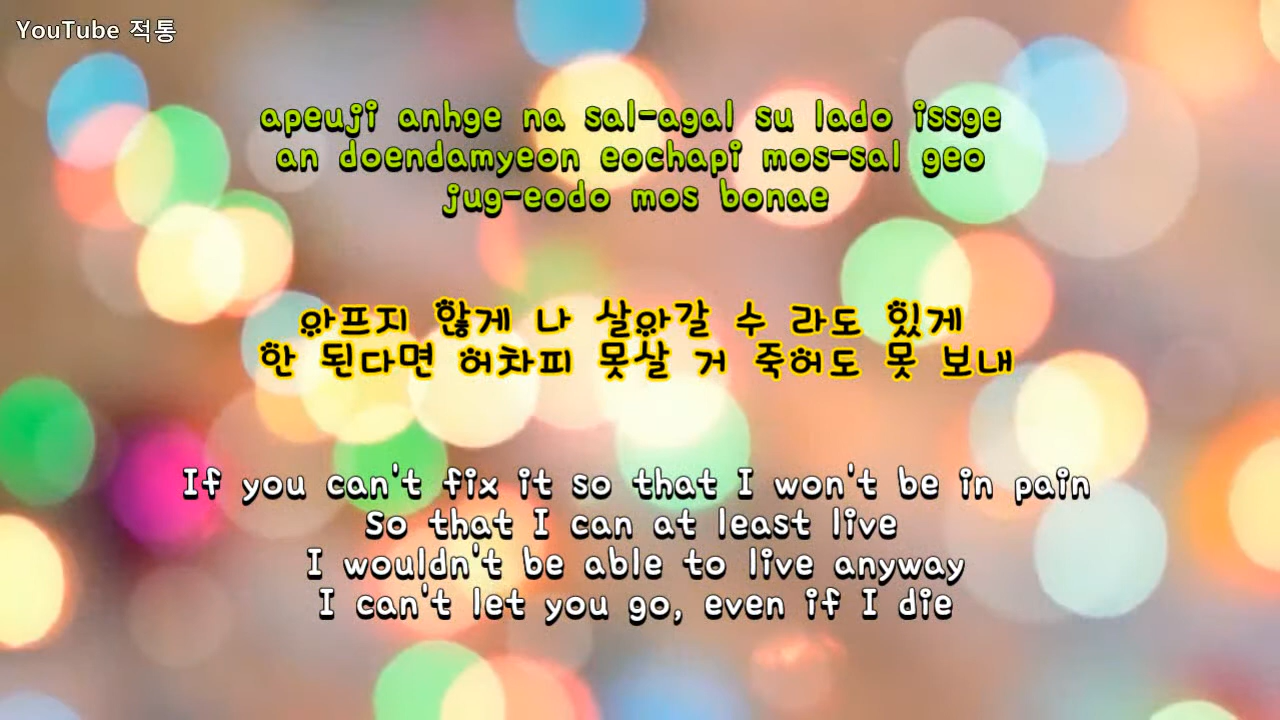 YouTube 적통
apeuji anhge na sal-agal su lado issge
an doendamyeon eochapi mos-sal geo
jug-eodo mos bonae
아프지 않게 나 살아갈 수 라도 있게
안 된다면 어차피 못살 거 죽어도 못 보내
If you can't fix it so that I won't be in pain
So that I can at least live
I wouldn't be able to live anyway
I can't let you go, even if I die